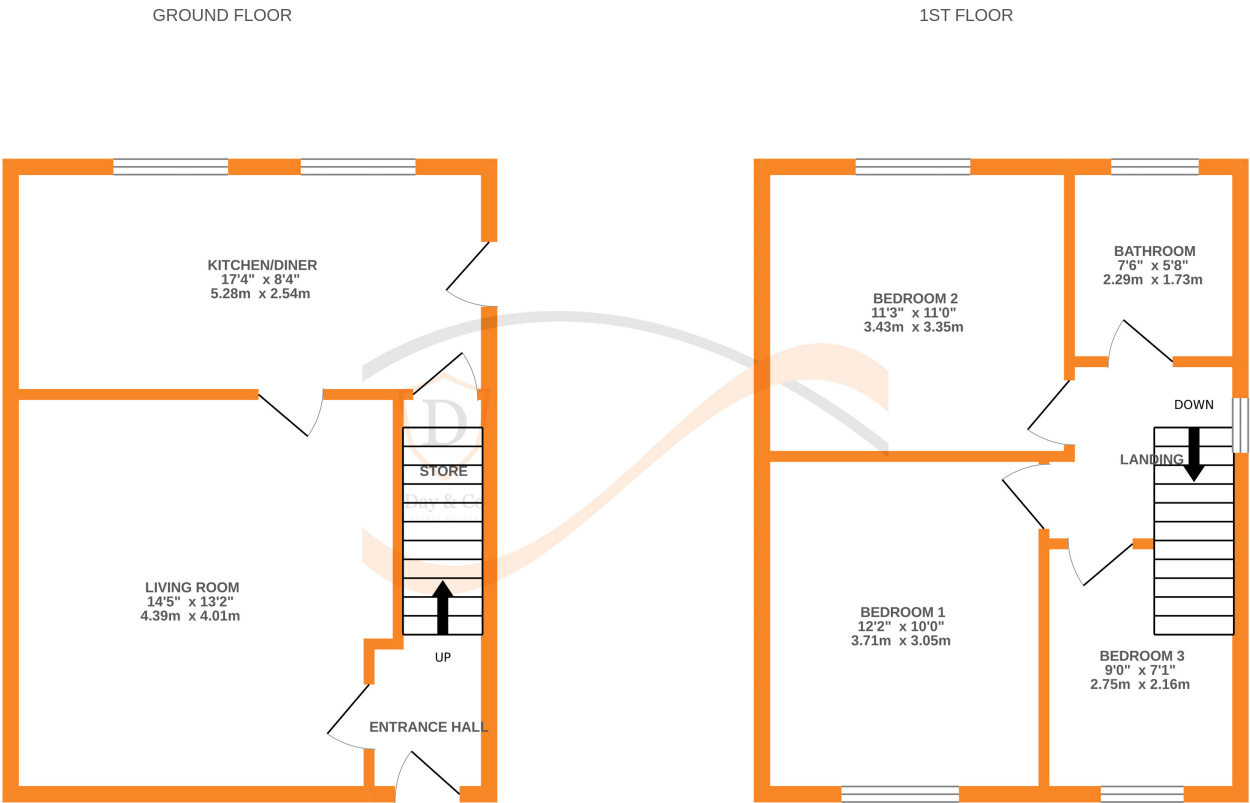 GROUND FLOOR
1ST FLOOR
KITCHEN/DINER
17'4" x 8'4"
5.28m x 2.54m
STORE
Day & Co
LIVING ROOM
14'5" x 13'2"
4.39m x 4.01m
UP
ENTRANCE HALL
BEDROOM 2
11'3" x 11'0"
3.43m x 3.35m
BATHROOM
7'6" x 5'8"
2.29m x 1.73m
DOWN
LANDING
BEDROOM 1
12'2" x 10'0"
3.71m x 3.05m
BEDROOM 3
9'0" x 7'1"
2.75m x 2.16m